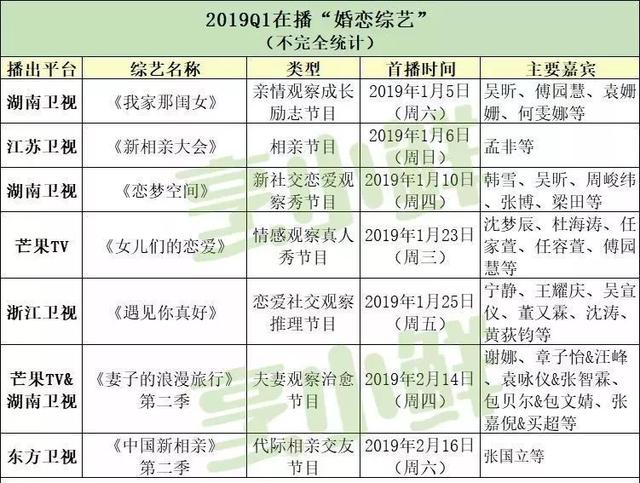 2019Q1在播“婚恋综艺”
（不完全统计）
播出平台 综艺名称 类型 首播时间 主要嘉宾
湖南卫视 《我家那闺女》 亲情观察成长 2019年1月5日 吴昕、傅园慧、袁姗
励志节目 （周六） 姗、何雯娜等
江苏卫视 《新相亲大会》 相亲节目 2019年1月6日 孟非等
（周日）
湖南卫视 《恋梦空间》 新社交恋爱观 2019年1月10日 韩雪、吴昕、周峻纬
察秀节目 （周四） 、张博、梁田等
芒果TV 《女儿们的恋爱》 情感观察真人 2019年1月23日 沈梦辰、杜海涛、任
秀节目 （周三） 家萱、任容萱、傅园
慧等
浙江卫视 《遇见你真好》 恋爱社交观察 2019年1月25日 宁静、王耀庆、吴宣
推理节目 （周五） 仪、董又霖、沈涛、
黄荻钧等
芒果TV& 《妻子的浪漫旅行》 夫妻观察治愈 2019年2月14日 谢娜、章子怡&汪峰
湖南卫视 第二季 节目 （周四） 、袁咏仪&张智霖、
包贝尔&包文婧、张
嘉倪&买超等
东方卫视 《中国新相亲》 代际相亲交友 2019年2月16日 张国立等
第二季 节目 （周六）
享小鲜
享小鲜